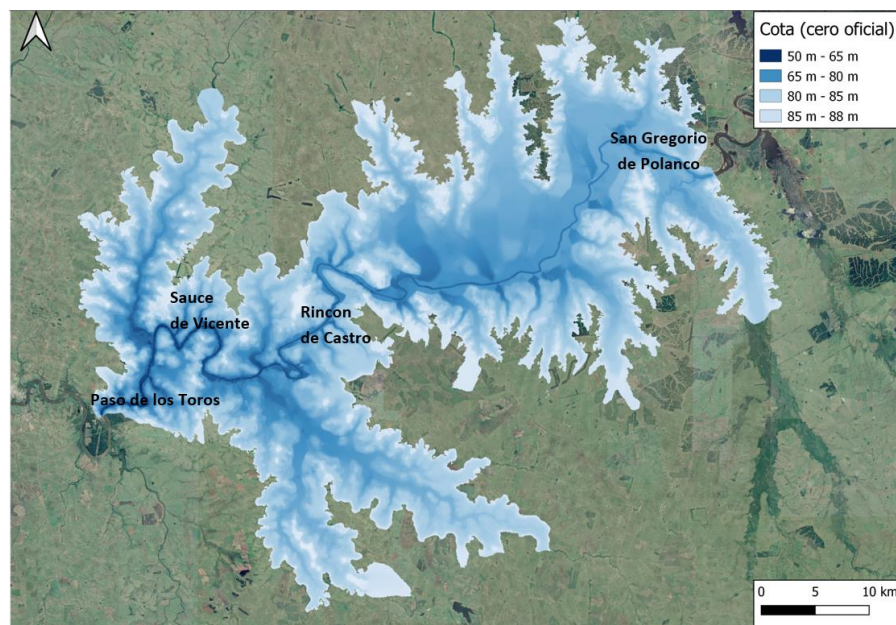 Cota (cero oficial)
50 m - 65 m
65 m - 80 m
80 m - 85 m
85 m - 88 m
San Gregorio
de Polanco
Sauce
de Vicente
Rincon
de Castro
Paso de los Toros
0 5 10 km